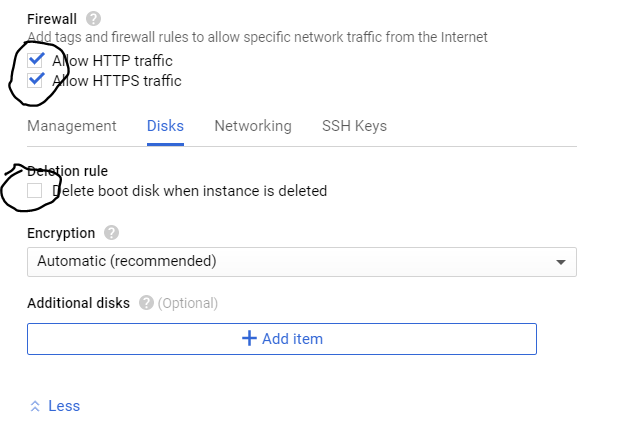 Firewall ?
Add tags and firewall rules to allow specific network traffic from the Internet
Allow HTTP traffic
Allow HTTPS traffic
Management Disks Networking SSH Keys
Deletion rule
Delete boot disk when instance is deleted
Encryption ?
Automatic (recommended)
Additional disks ? (Optional)
+ Add item
Less